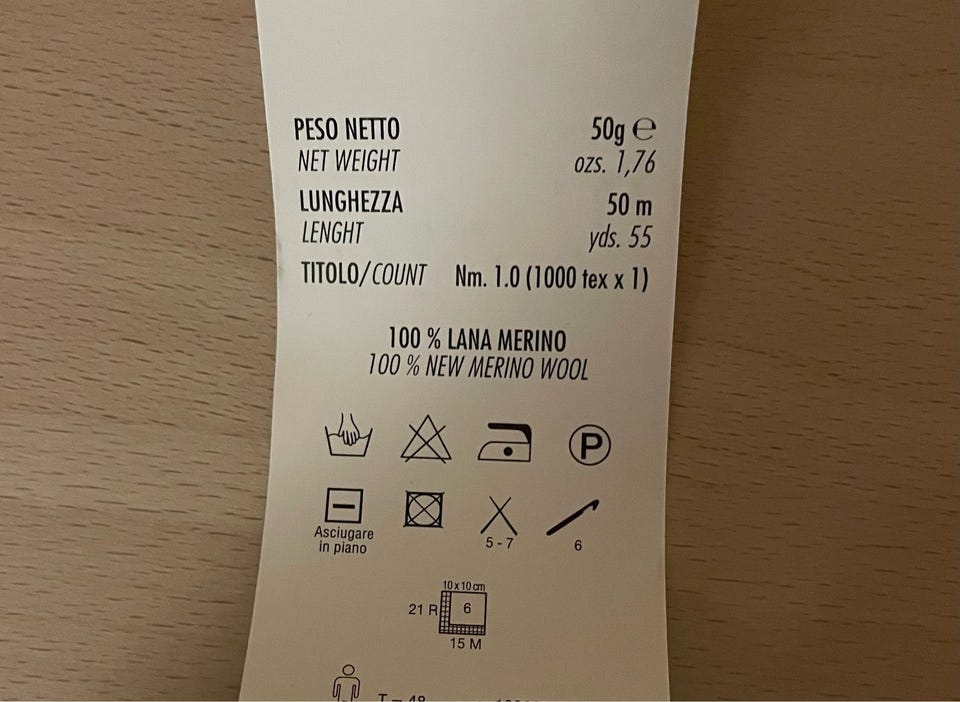 PESO NETTO 50g ℮
NET WEIGHT ozs. 1,76
LUNGHEZZA 50 m
LENGHT yds. 55
TITOLO/COUNT Nm. 1.0 (1000 tex x 1)
100 % LANA MERINO
100 % NEW MERINO WOOL
P
Asciugare
in piano
5 - 7
6
10 x 10 cm
21 R 6
15 M